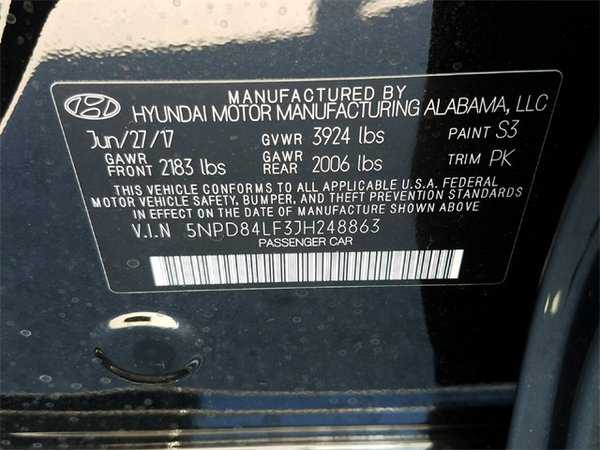 MANUFACTURED BY
HYUNDAI MOTOR MANUFACTURING ALABAMA, LLC
Jun/27/17 GVWR 3924 lbs PAINT S3
GAWR FRONT 2183 lbs GAWR REAR 2006 lbs TRIM PK
THIS VEHICLE CONFORMS TO ALL APPLICABLE U.S.A. FEDERAL
MOTOR VEHICLE SAFETY, BUMPER, AND THEFT PREVENTION STANDARDS
IN EFFECT ON THE DATE OF MANUFACTURE SHOWN ABOVE
V.I.N 5NPD84LF3JH248863
PASSENGER CAR